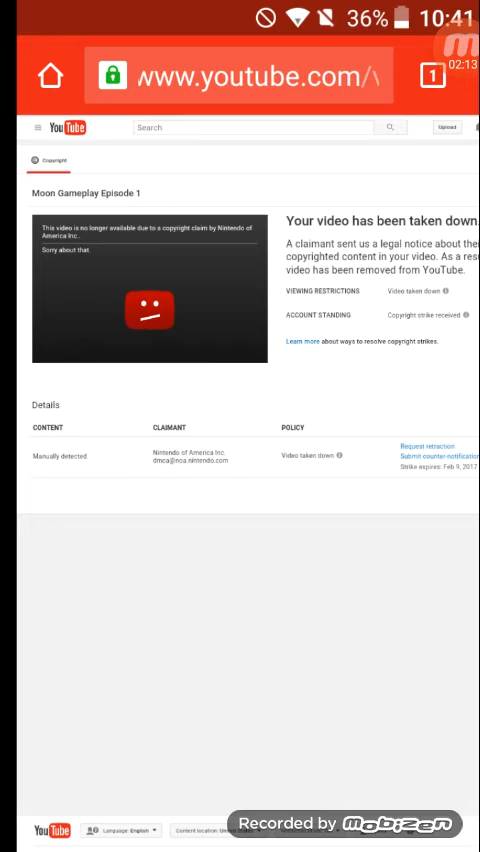 36% 10:41
www.youtube.com/
1
02:13
YouTube
Search
Upload
Copyright
Moon Gameplay Episode 1
This video is no longer available due to a copyright claim by Nintendo of
America Inc..
Sorry about that.
Your video has been taken down.
A claimant sent us a legal notice about the
copyrighted content in your video. As a res
video has been removed from YouTube.
VIEWING RESTRICTIONS Video taken down
ACCOUNT STANDING Copyright strike received
Learn more about ways to resolve copyright strikes.
Details
CONTENT CLAIMANT POLICY
Manually detected
Nintendo of America Inc.
dmca@noa.nintendo.com
Video taken down
Request retraction
Submit counter-notification
Strike expires: Feb 9, 2017
YouTube
Language: English
Content location: United States
Recorded by mobizen